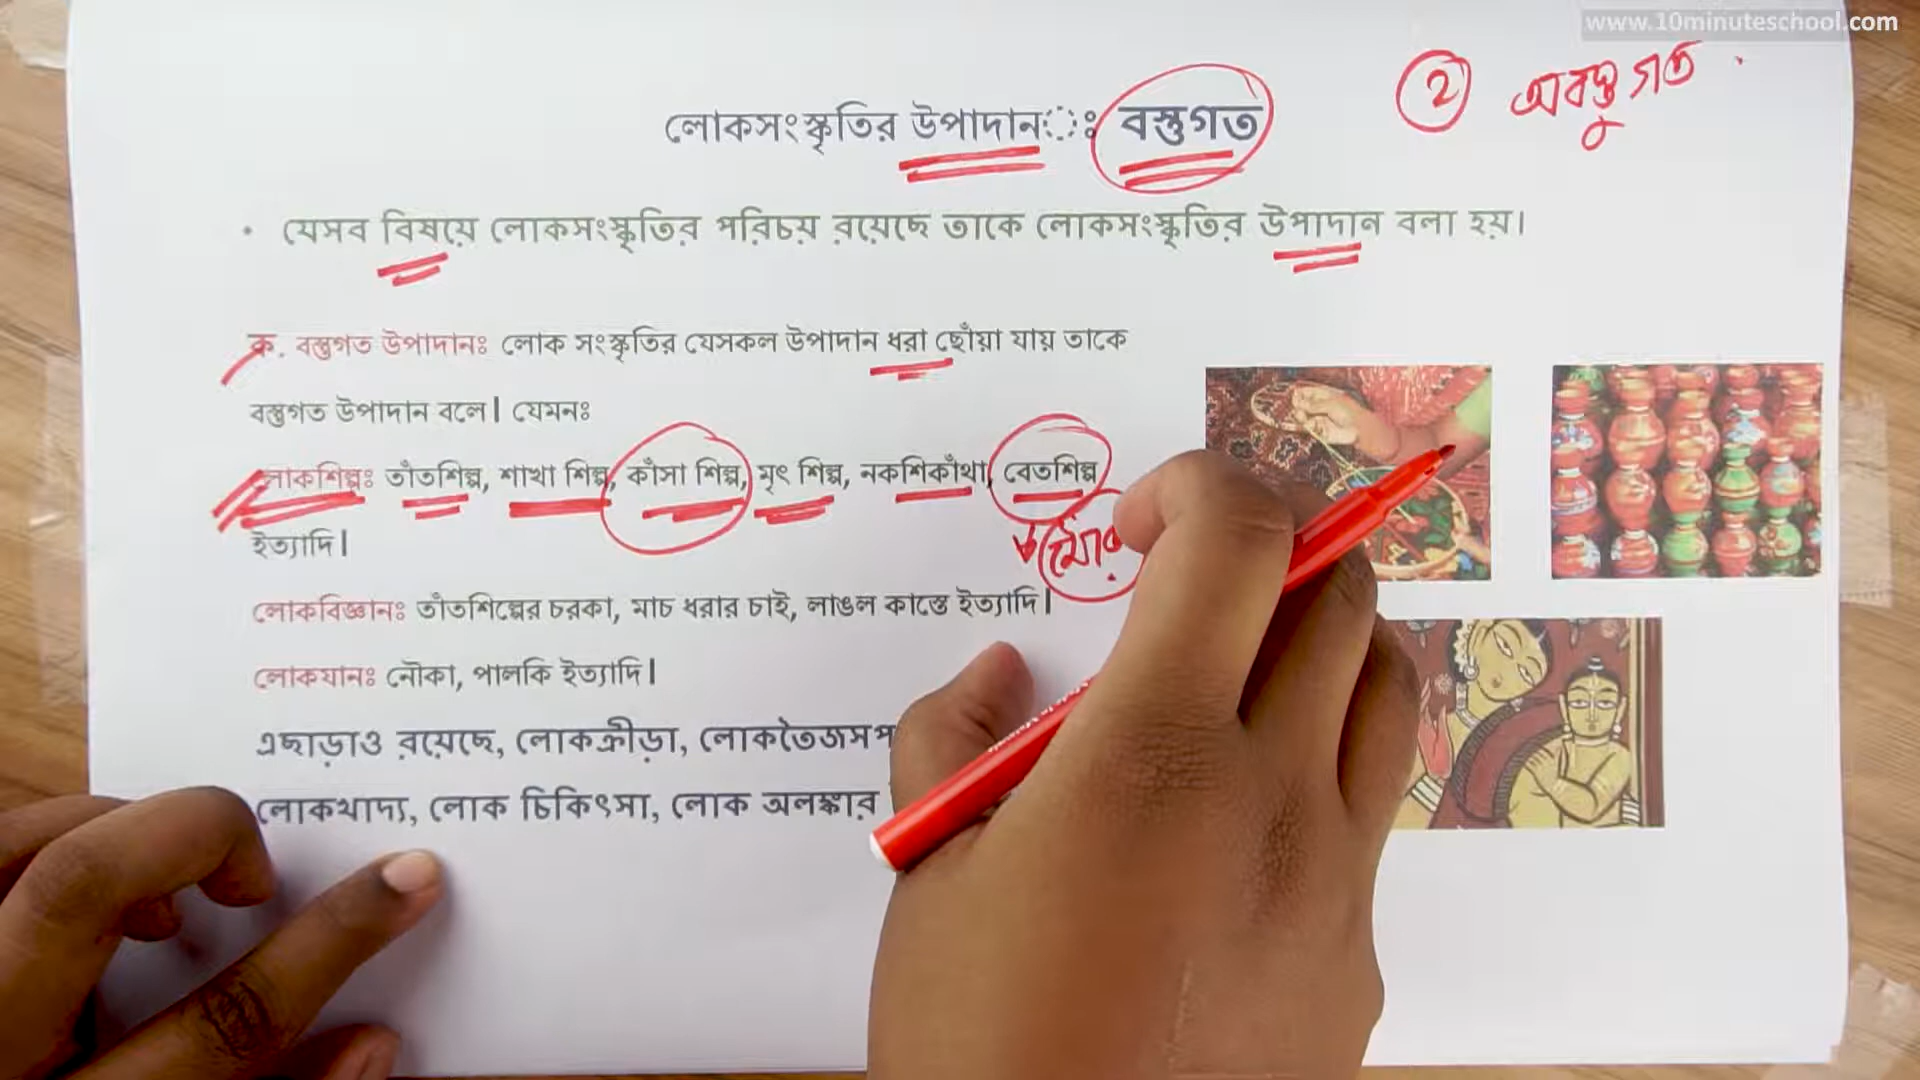 www.10minuteschool.com
২ অবস্তুগত
লোকসংস্কৃতির উপাদানঃ বস্তুগত
• যেসব বিষয়ে লোকসংস্কৃতির পরিচয় রয়েছে তাকে লোকসংস্কৃতির উপাদান বলা হয়।
ক. বস্তুগত উপাদানঃ লোক সংস্কৃতির যেসকল উপাদান ধরা ছোঁয়া যায় তাকে
বস্তুগত উপাদান বলে। যেমনঃ
লোকশিল্পঃ তাঁতশিল্প, শাখা শিল্প, কাঁসা শিল্প, মৃৎ শিল্প, নকশিকাঁথা, বেতশিল্প
ইত্যাদি।
লোকবিজ্ঞানঃ তাঁতশিল্পের চরকা, মাচ ধরার চাই, লাঙল কাস্তে ইত্যাদি।
লোকযানঃ নৌকা, পালকি ইত্যাদি।
এছাড়াও রয়েছে, লোকক্রীড়া, লোকতৈজসপ
লোকখাদ্য, লোক চিকিৎসা, লোক অলঙ্কার